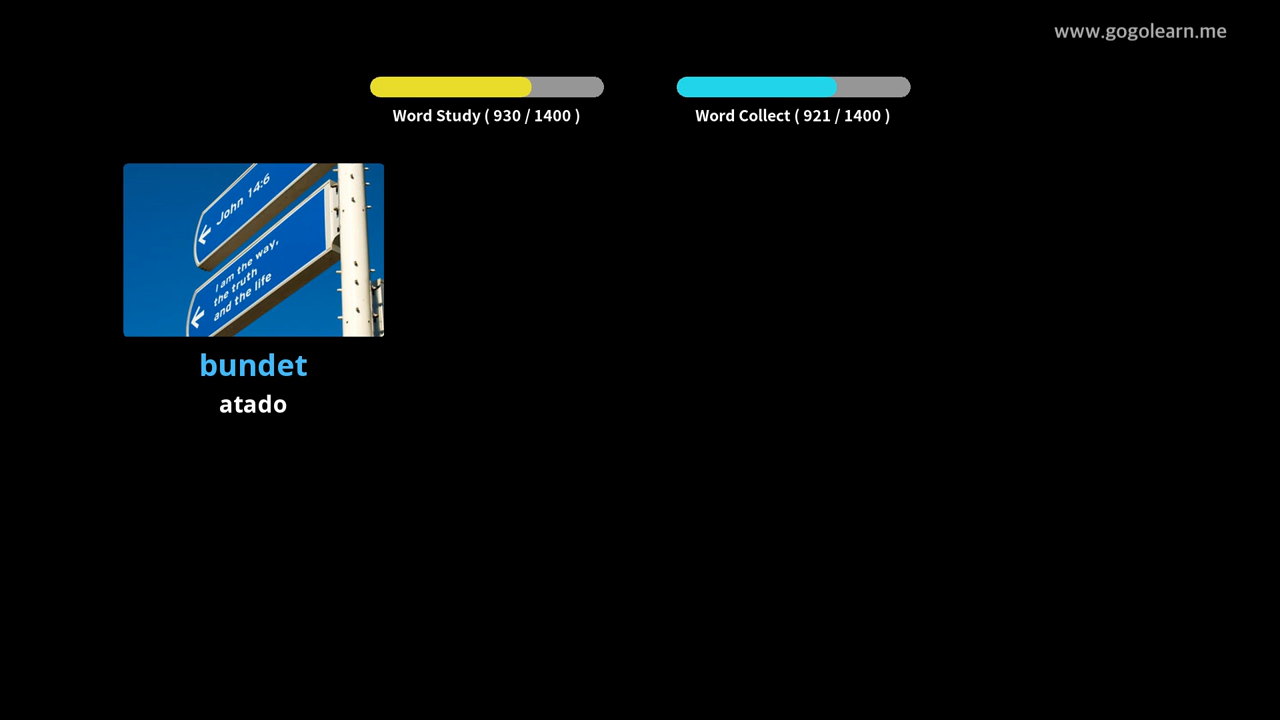 www.gogolearn.me
Word Study ( 930 / 1400 )
Word Collect ( 921 / 1400 )
John 14:6
I am the way,
the truth
and the life
bundet
atado